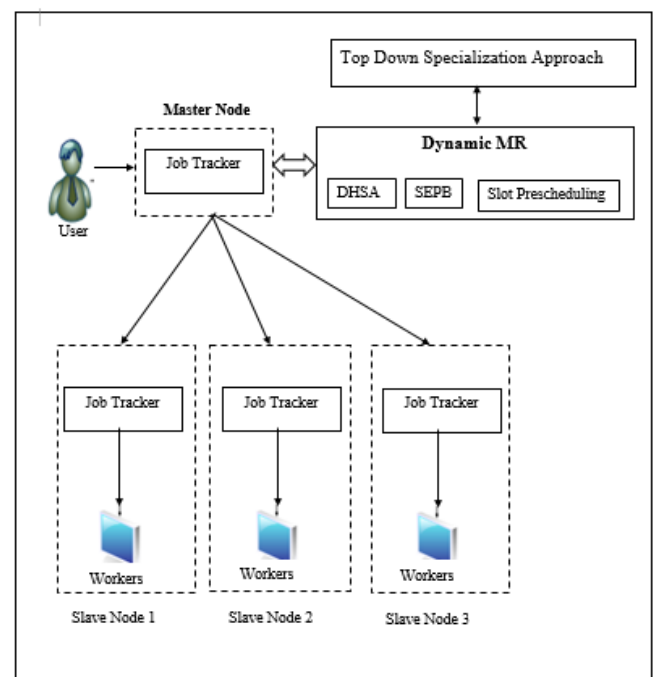 Top Down Specialization Approach
Master Node
Dynamic MR
Job Tracker
DHSA
SEPB
Slot Prescheduling
User
Job Tracker
Job Tracker
Job Tracker
Workers
Workers
Workers
Slave Node 1
Slave Node 2
Slave Node 3